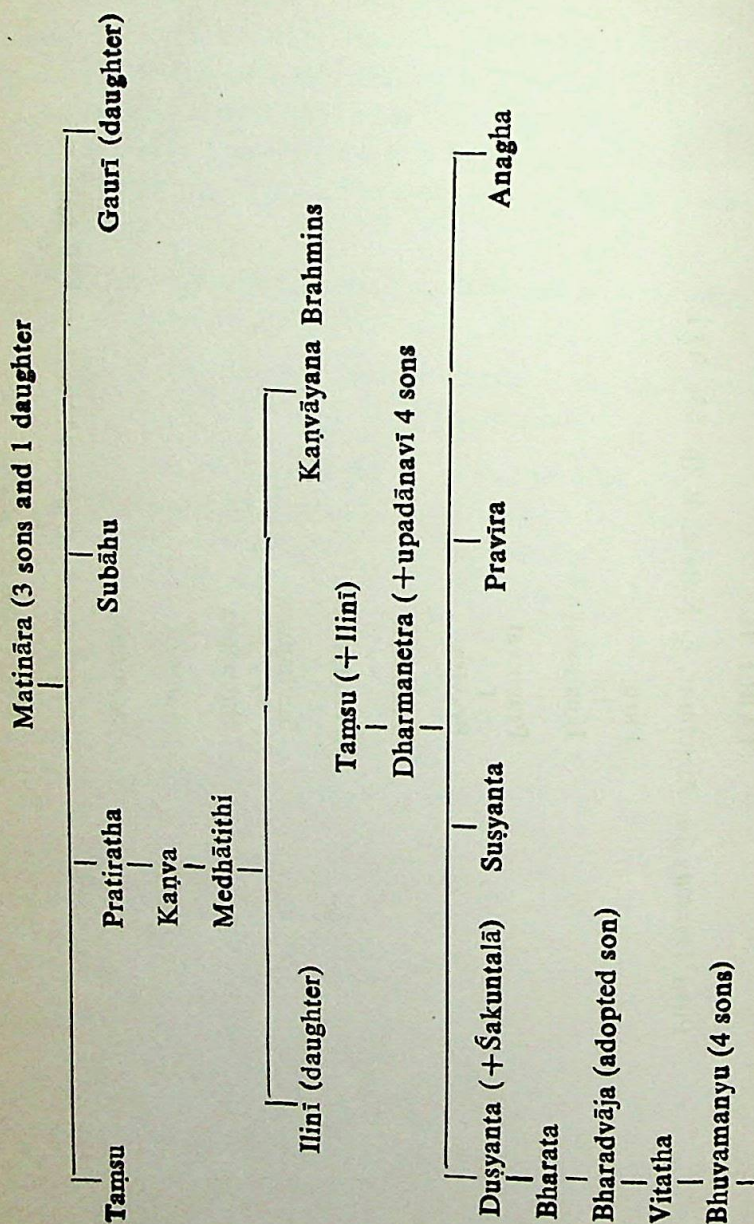 Matināra (3 sons and 1 daughter
Taṃsu Pratiratha Subāhu Gaurī (daughter)
Kaṇva
Medhātithi
Ilinī (daughter) Kaṇvāyana Brahmins
Taṃsu (+Ilinī)
Dharmanetra (+upadānavī 4 sons
Duṣyanta (+Śakuntalā) Suṣyanta Pravīra Anagha
Bharata
Bharadvāja (adopted son)
Vitatha
Bhuvamanyu (4 sons)